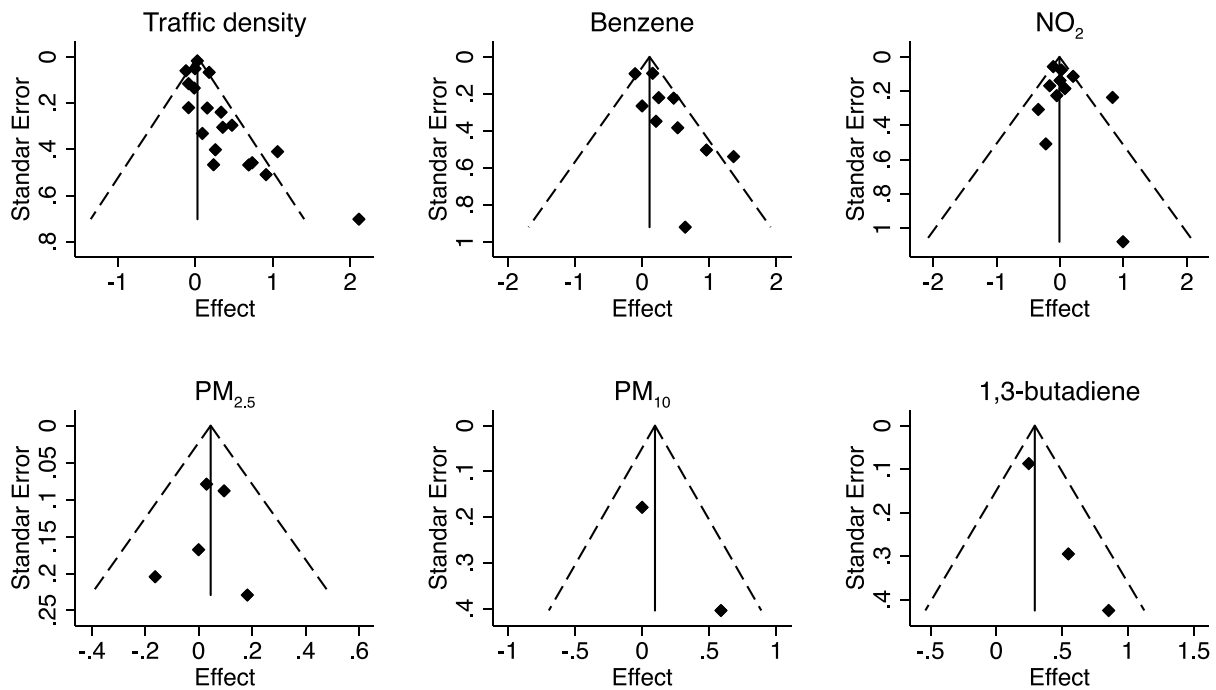 Traffic density
Standar Error
0
.2
.4
.6
.8
-1 0 1 2
Effect
Benzene
Standar Error
0
.2
.4
.6
.8
1
-2 -1 0 1 2
Effect
NO2
Standar Error
0
.2
.4
.6
.8
1
-2 -1 0 1 2
Effect
PM2.5
Standar Error
0
.05
.1
.15
.2
.25
-.4 -.2 0 .2 .4 .6
Effect
PM10
Standar Error
0
.1
.2
.3
.4
-1 -.5 0 .5 1
Effect
1,3-butadiene
Standar Error
0
.1
.2
.3
.4
-.5 0 .5 1 1.5
Effect